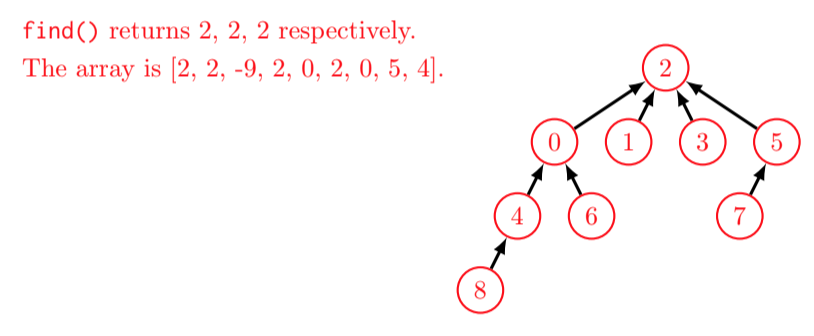 find() returns 2, 2, 2 respectively.
The array is [2, 2, -9, 2, 0, 2, 0, 5, 4].
2
0 1 3 5
4 6 7
8